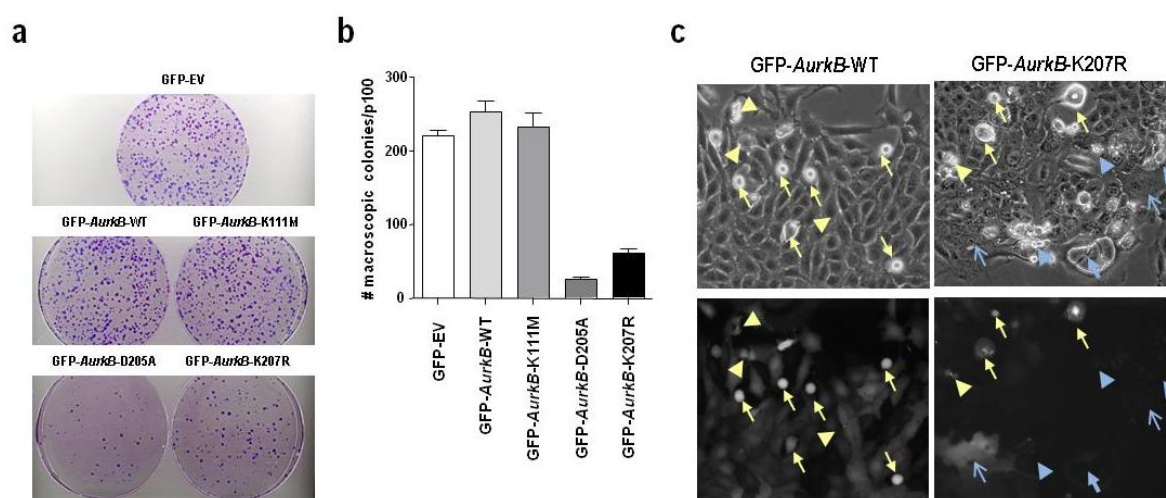 a
GFP-EV
GFP-AurkB-WT GFP-AurkB-K111M
GFP-AurkB-D205A GFP-AurkB-K207R
b
# macroscopic colonies/p100
300
200
100
0
GFP-EV
GFP-AurkB-WT
GFP-AurkB-K111M
GFP-AurkB-D205A
GFP-AurkB-K207R
c
GFP-AurkB-WT GFP-AurkB-K207R